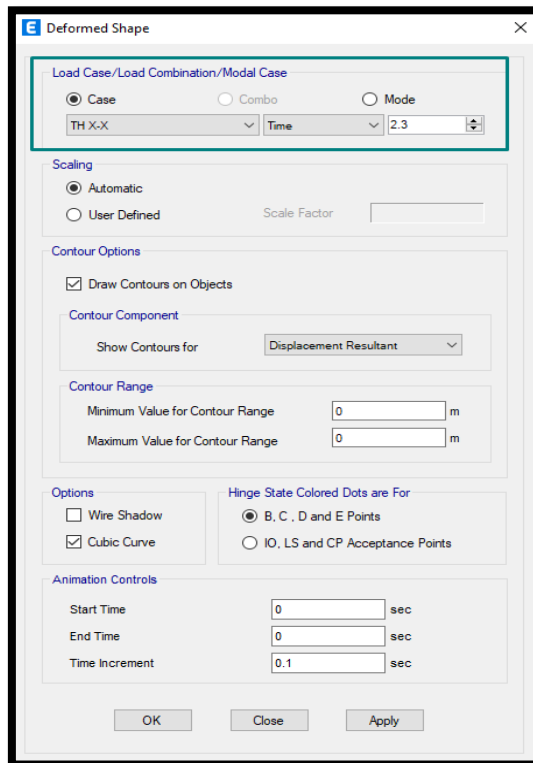 E Deformed Shape
Load Case/Load Combination/Modal Case
Case Combo Mode
TH X-X Time 2.3
Scaling
Automatic
User Defined Scale Factor
Contour Options
Draw Contours on Objects
Contour Component
Show Contours for Displacement Resultant
Contour Range
Minimum Value for Contour Range 0 m
Maximum Value for Contour Range 0 m
Options Hinge State Colored Dots are For
Wire Shadow B, C , D and E Points
Cubic Curve IO, LS and CP Acceptance Points
Animation Controls
Start Time 0 sec
End Time 0 sec
Time Increment 0.1 sec
OK Close Apply